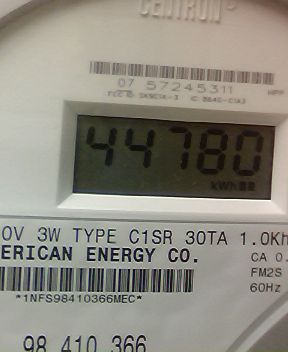 CENTRON
07 57245311
44780
kWh
0V 3W TYPE C1SR 30TA 1.0Kh
ERICAN ENERGY CO.
CA 0.
FM2S
60Hz
*1NFS98410366MEC*
98 410 366